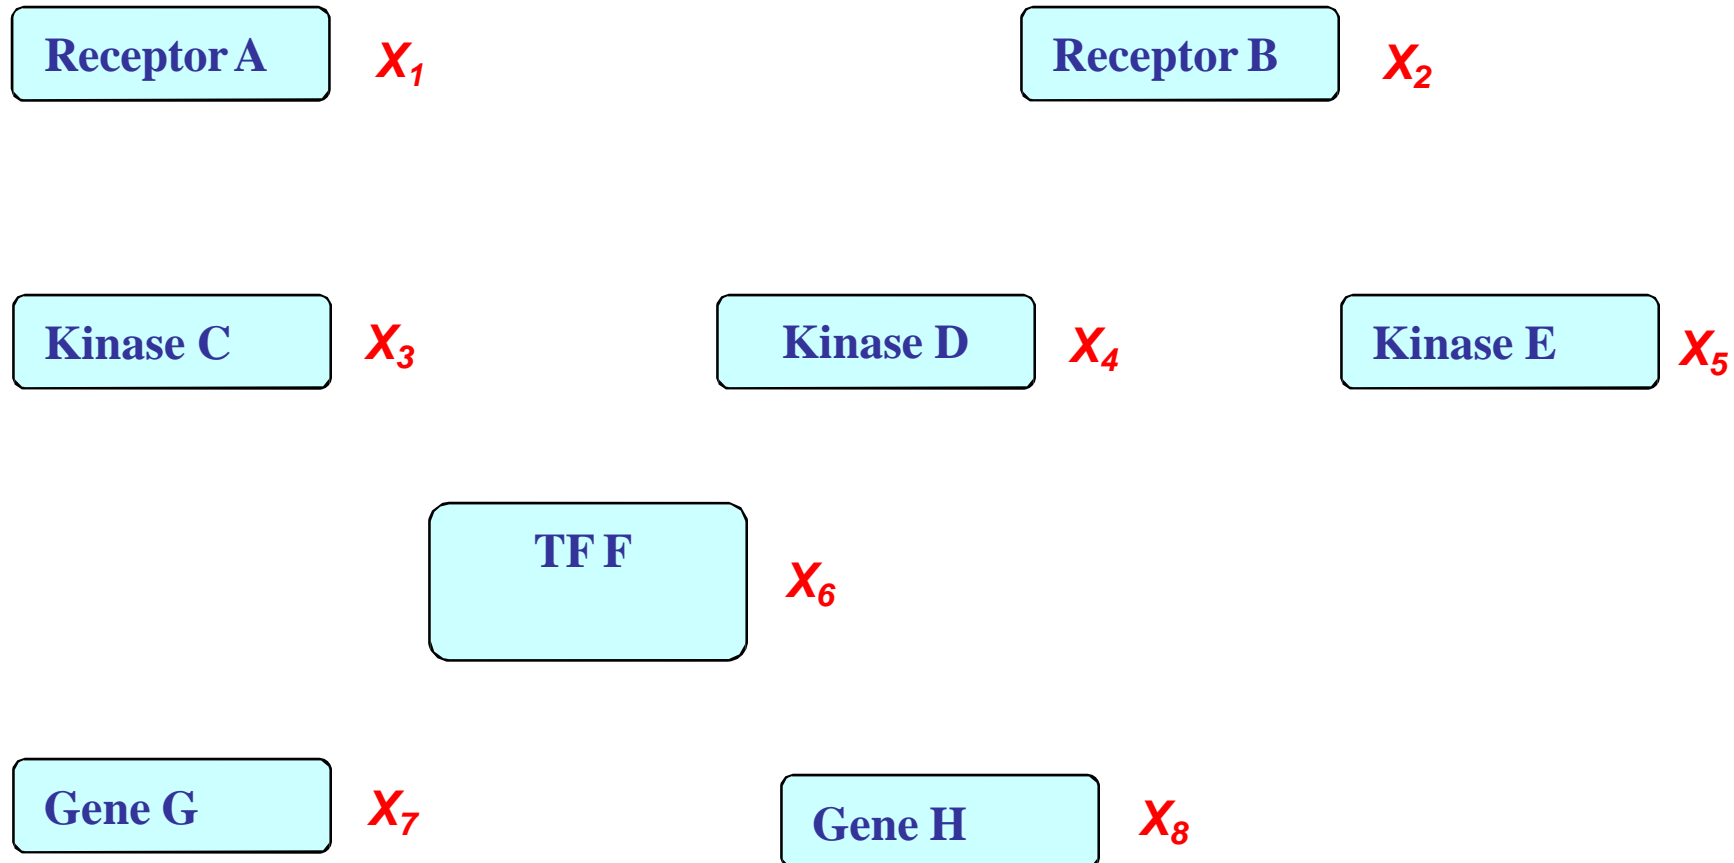 Receptor A X1 Receptor B X2
Kinase C X3 Kinase D X4 Kinase E X5
TF F X6
Gene G X7 Gene H X8